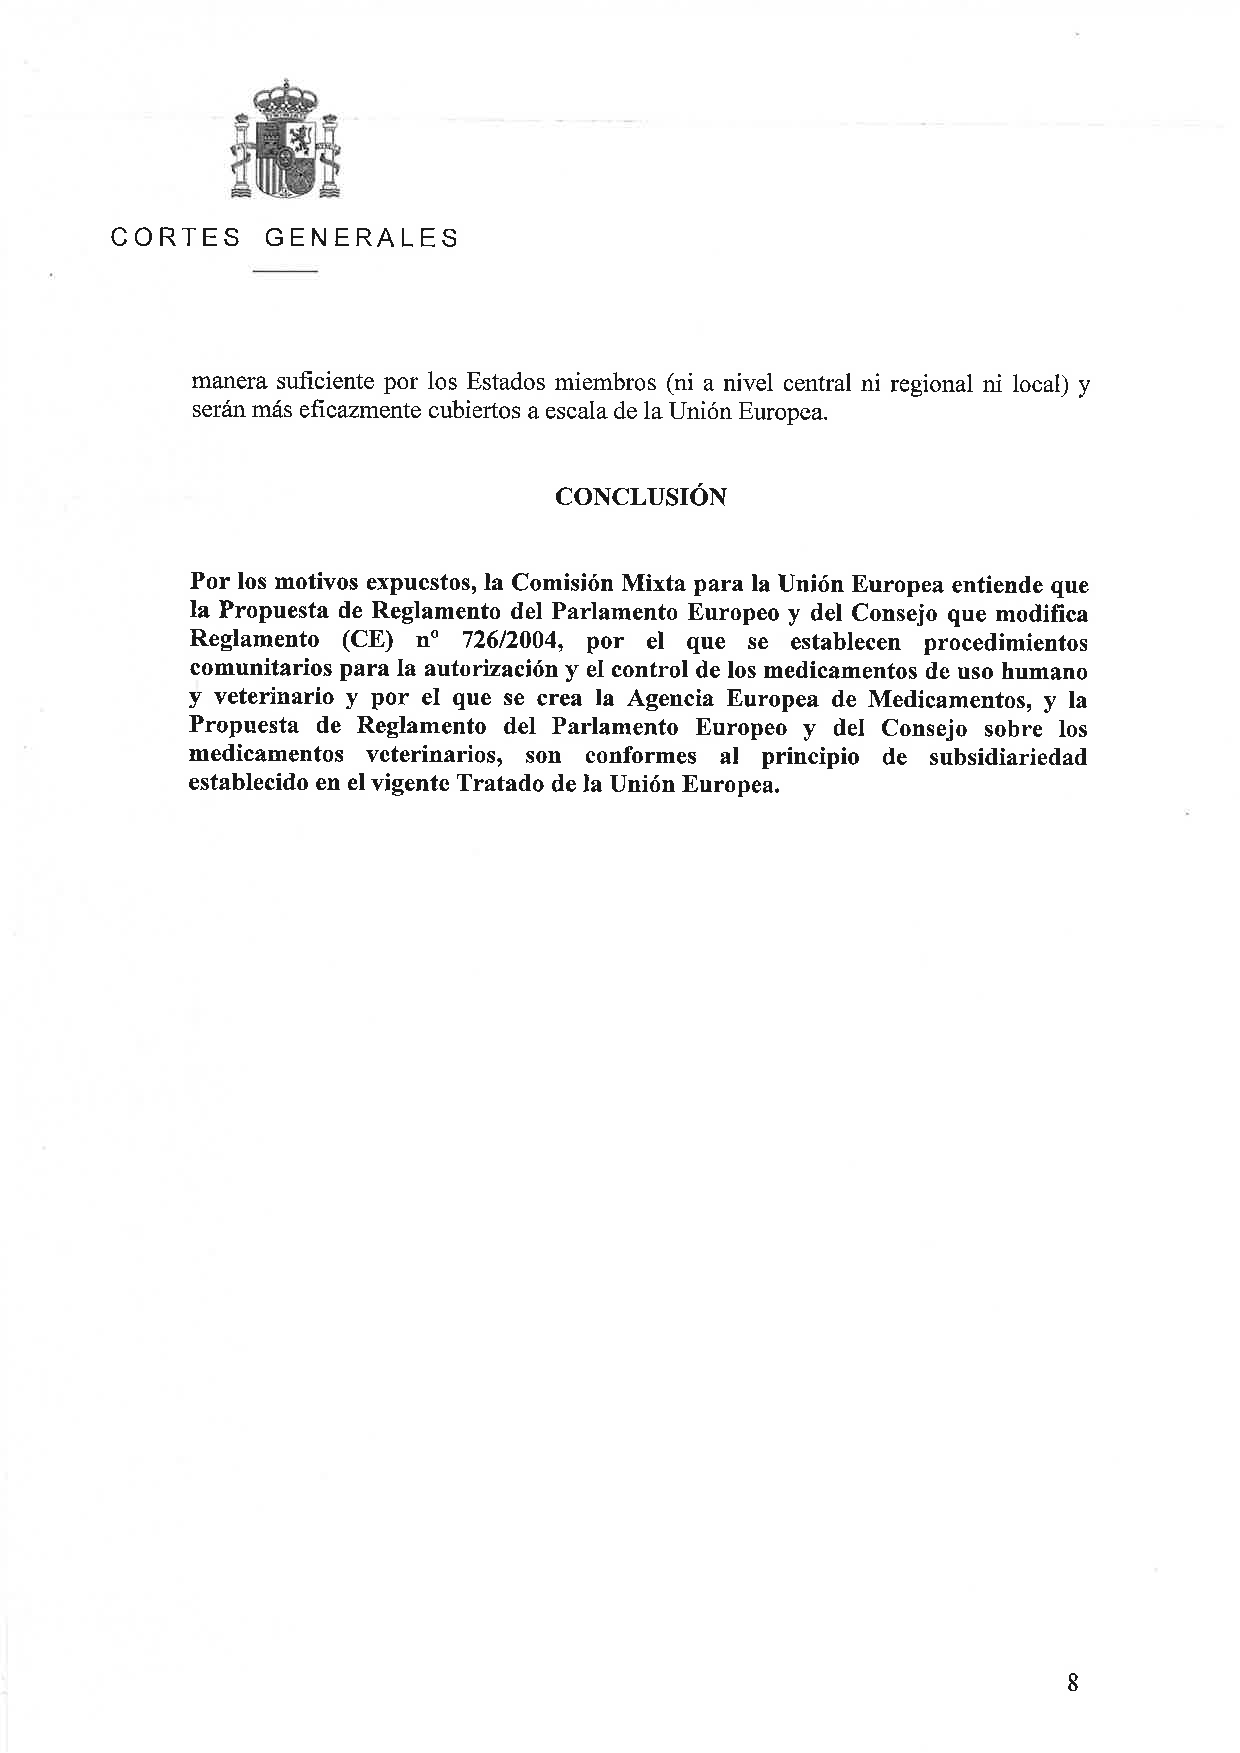 CORTES GENERALES
manera suficiente por los Estados miembros (ni a nivel central ni regional ni local) y
serán más eficazmente cubiertos a escala de la Unión Europea.
CONCLUSIÓN
Por los motivos expuestos, la Comisión Mixta para la Unión Europea entiende que
la Propuesta de Reglamento del Parlamento Europeo y del Consejo que modifica
Reglamento (CE) nº 726/2004, por el que se establecen procedimientos
comunitarios para la autorización y el control de los medicamentos de uso humano
y veterinario y por el que se crea la Agencia Europea de Medicamentos, y la
Propuesta de Reglamento del Parlamento Europeo y del Consejo sobre los
medicamentos veterinarios, son conformes al principio de subsidiariedad
establecido en el vigente Tratado de la Unión Europea.
8